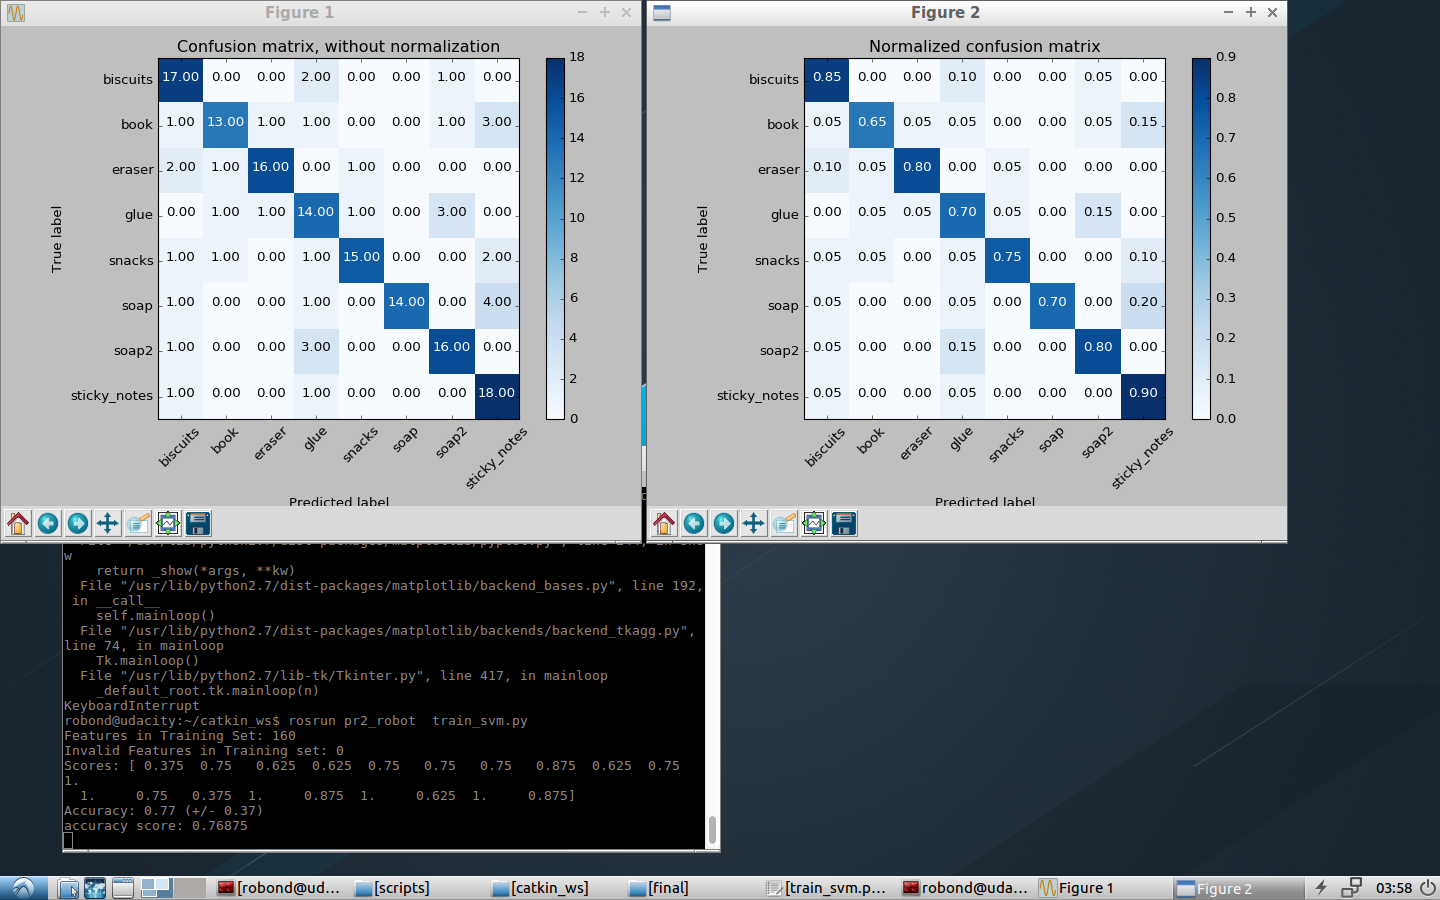 Figure 1
Confusion matrix, without normalization
biscuits 17.00 0.00 0.00 2.00 0.00 0.00 1.00 0.00
book 1.00 13.00 1.00 1.00 0.00 0.00 1.00 3.00
eraser 2.00 1.00 16.00 0.00 1.00 0.00 0.00 0.00
glue 0.00 1.00 1.00 14.00 1.00 0.00 3.00 0.00
snacks 1.00 1.00 0.00 1.00 15.00 0.00 0.00 2.00
soap 1.00 0.00 0.00 1.00 0.00 14.00 0.00 4.00
soap2 1.00 0.00 0.00 3.00 0.00 0.00 16.00 0.00
sticky_notes 1.00 0.00 0.00 1.00 0.00 0.00 0.00 18.00
True label
biscuits book eraser glue snacks soap soap2 sticky_notes
Predicted label
18
16
14
12
10
8
6
4
2
0
Figure 2
Normalized confusion matrix
biscuits 0.85 0.00 0.00 0.10 0.00 0.00 0.05 0.00
book 0.05 0.65 0.05 0.05 0.00 0.00 0.05 0.15
eraser 0.10 0.05 0.80 0.00 0.05 0.00 0.00 0.00
glue 0.00 0.05 0.05 0.70 0.05 0.00 0.15 0.00
snacks 0.05 0.05 0.00 0.05 0.75 0.00 0.00 0.10
soap 0.05 0.00 0.00 0.05 0.00 0.70 0.00 0.20
soap2 0.05 0.00 0.00 0.15 0.00 0.00 0.80 0.00
sticky_notes 0.05 0.00 0.00 0.05 0.00 0.00 0.00 0.90
True label
biscuits book eraser glue snacks soap soap2 sticky_notes
Predicted label
0.9
0.8
0.7
0.6
0.5
0.4
0.3
0.2
0.1
0.0
w
return _show(*args, **kw)
File "/usr/lib/python2.7/dist-packages/matplotlib/backend_bases.py", line 192,
in __call__
self.mainloop()
File "/usr/lib/python2.7/dist-packages/matplotlib/backends/backend_tkagg.py",
line 74, in mainloop
Tk.mainloop()
File "/usr/lib/python2.7/lib-tk/Tkinter.py", line 417, in mainloop
_default_root.tk.mainloop(n)
KeyboardInterrupt
robond@udacity:~/catkin_ws$ rosrun pr2_robot  train_svm.py
Features in Training Set: 160
Invalid Features in Training set: 0
Scores: [ 0.375  0.75   0.625  0.625  0.75   0.75   0.75   0.875  0.625  0.75
1.
1.     0.75   0.375  1.     0.875  1.     0.625  1.     0.875]
Accuracy: 0.77 (+/- 0.37)
accuracy score: 0.76875
[robond@ud... [scripts] [catkin_ws] [final] [train_svm.p... robond@uda... Figure 1 Figure 2 03:58